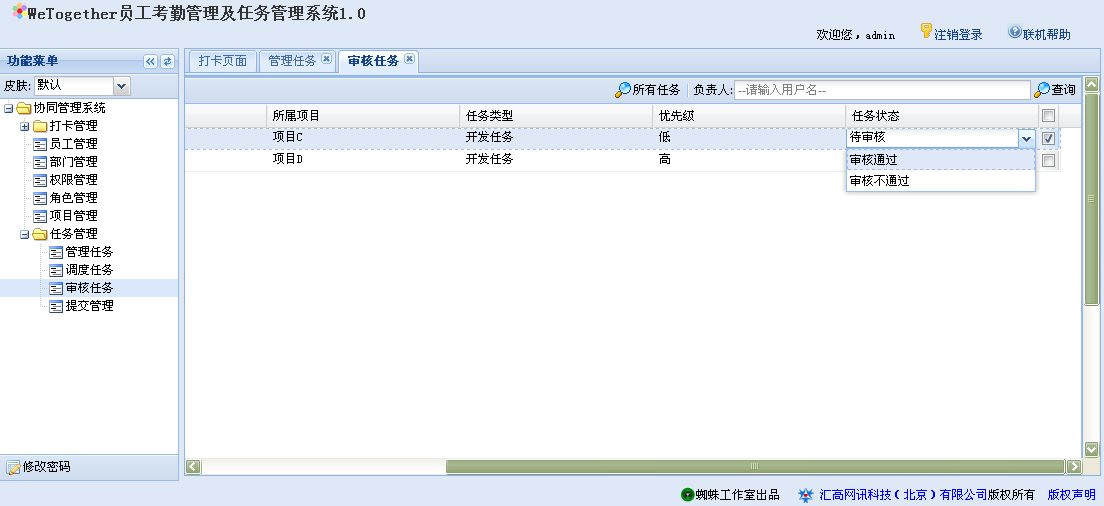 WeTogether员工考勤管理及任务管理系统1.0
欢迎您，admin 注销登录 联机帮助
功能菜单
皮肤: 默认
协同管理系统
打卡管理
员工管理
部门管理
权限管理
角色管理
项目管理
任务管理
管理任务
调度任务
审核任务
提交管理
修改密码
打卡页面 管理任务 审核任务
所有任务 负责人: --请输入用户名-- 查询
所属项目 任务类型 优先级 任务状态
项目C 开发任务 低 待审核
项目D 开发任务 高
审核通过
审核不通过
蜘蛛工作室出品 汇高网讯科技（北京）有限公司版权所有 版权声明